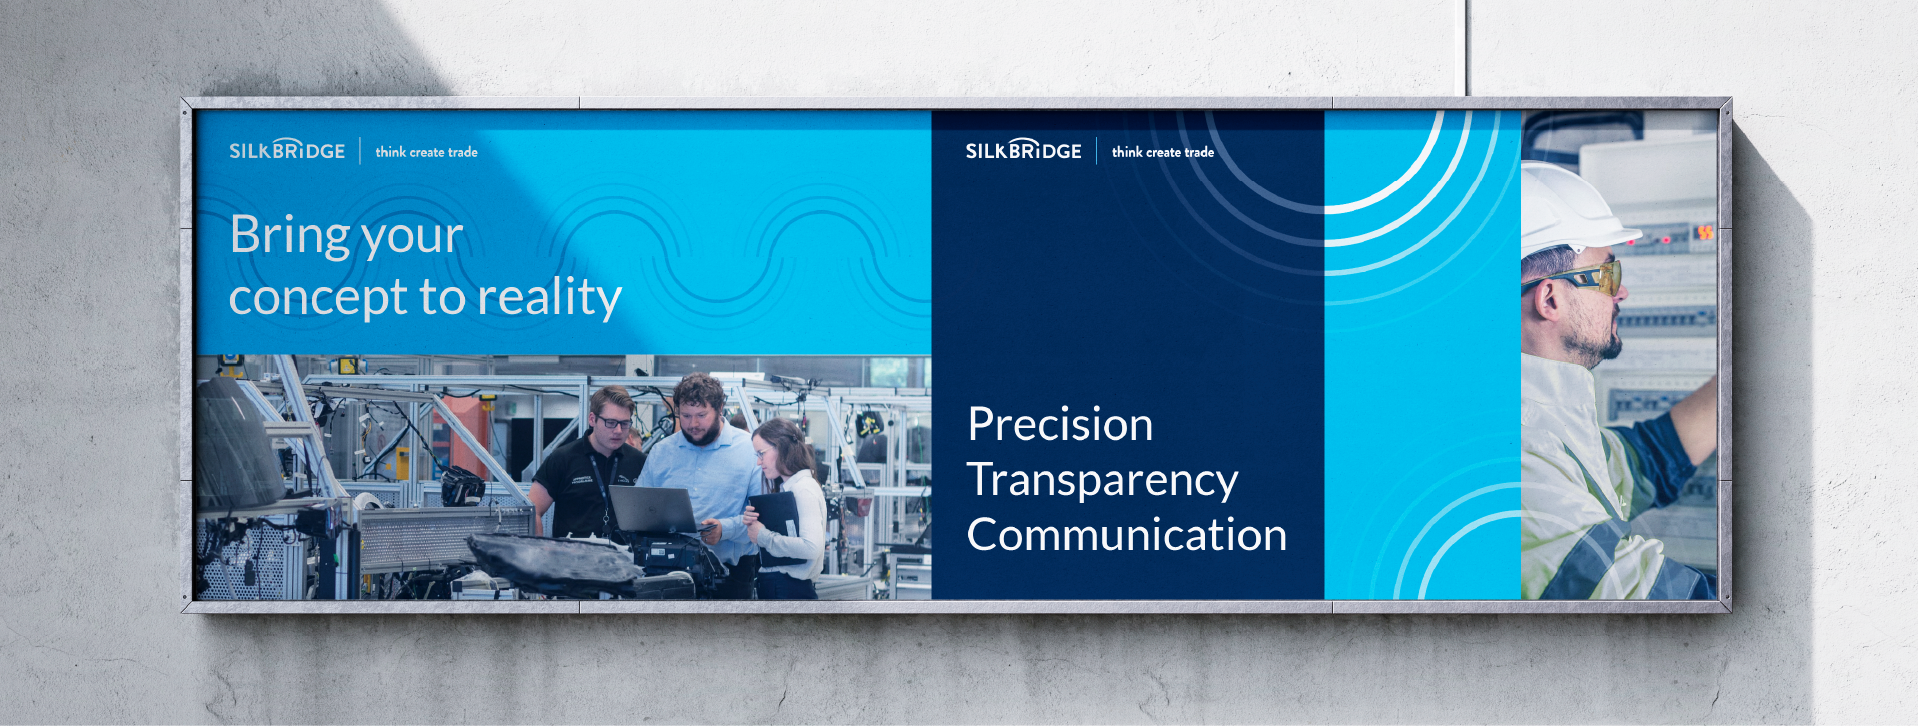 SILKBRiDGE | think create trade
Bring your
concept to reality
SILKBRiDGE | think create trade
Precision
Transparency
Communication